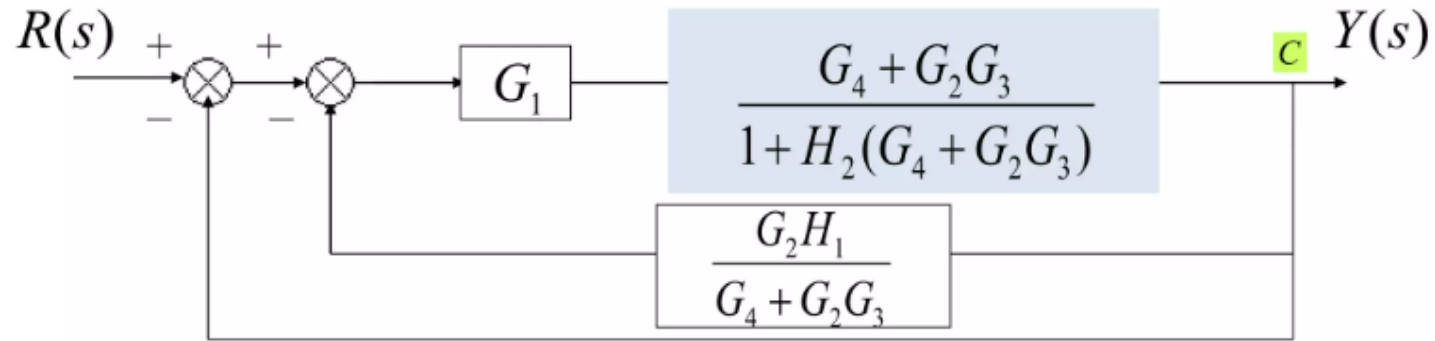 R(s) + − + − G₁ C Y(s)
G₄ + G₂G₃
1 + H₂(G₄ + G₂G₃)
G₂H₁
G₄ + G₂G₃